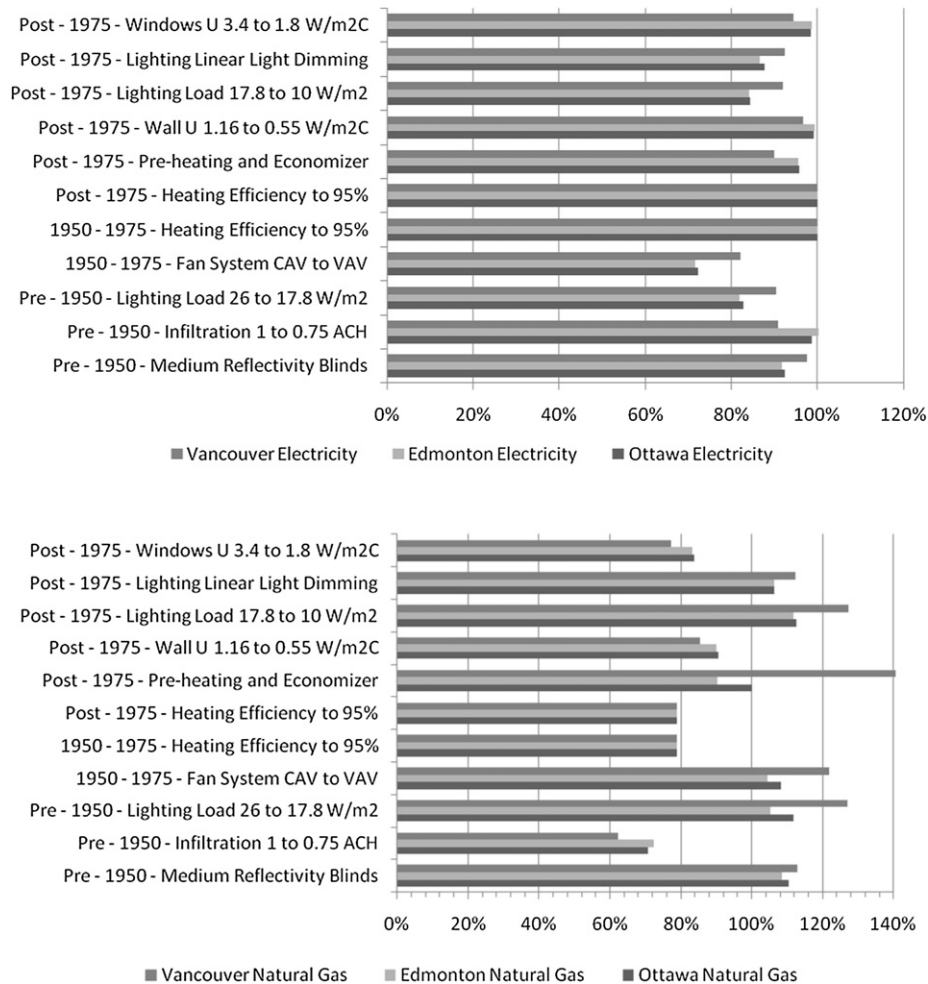 Post - 1975 - Windows U 3.4 to 1.8 W/m2C
Post - 1975 - Lighting Linear Light Dimming
Post - 1975 - Lighting Load 17.8 to 10 W/m2
Post - 1975 - Wall U 1.16 to 0.55 W/m2C
Post - 1975 - Pre-heating and Economizer
Post - 1975 - Heating Efficiency to 95%
1950 - 1975 - Heating Efficiency to 95%
1950 - 1975 - Fan System CAV to VAV
Pre - 1950 - Lighting Load 26 to 17.8 W/m2
Pre - 1950 - Infiltration 1 to 0.75 ACH
Pre - 1950 - Medium Reflectivity Blinds
0% 20% 40% 60% 80% 100% 120%
Vancouver Electricity Edmonton Electricity Ottawa Electricity
Post - 1975 - Windows U 3.4 to 1.8 W/m2C
Post - 1975 - Lighting Linear Light Dimming
Post - 1975 - Lighting Load 17.8 to 10 W/m2
Post - 1975 - Wall U 1.16 to 0.55 W/m2C
Post - 1975 - Pre-heating and Economizer
Post - 1975 - Heating Efficiency to 95%
1950 - 1975 - Heating Efficiency to 95%
1950 - 1975 - Fan System CAV to VAV
Pre - 1950 - Lighting Load 26 to 17.8 W/m2
Pre - 1950 - Infiltration 1 to 0.75 ACH
Pre - 1950 - Medium Reflectivity Blinds
0% 20% 40% 60% 80% 100% 120% 140%
Vancouver Natural Gas Edmonton Natural Gas Ottawa Natural Gas